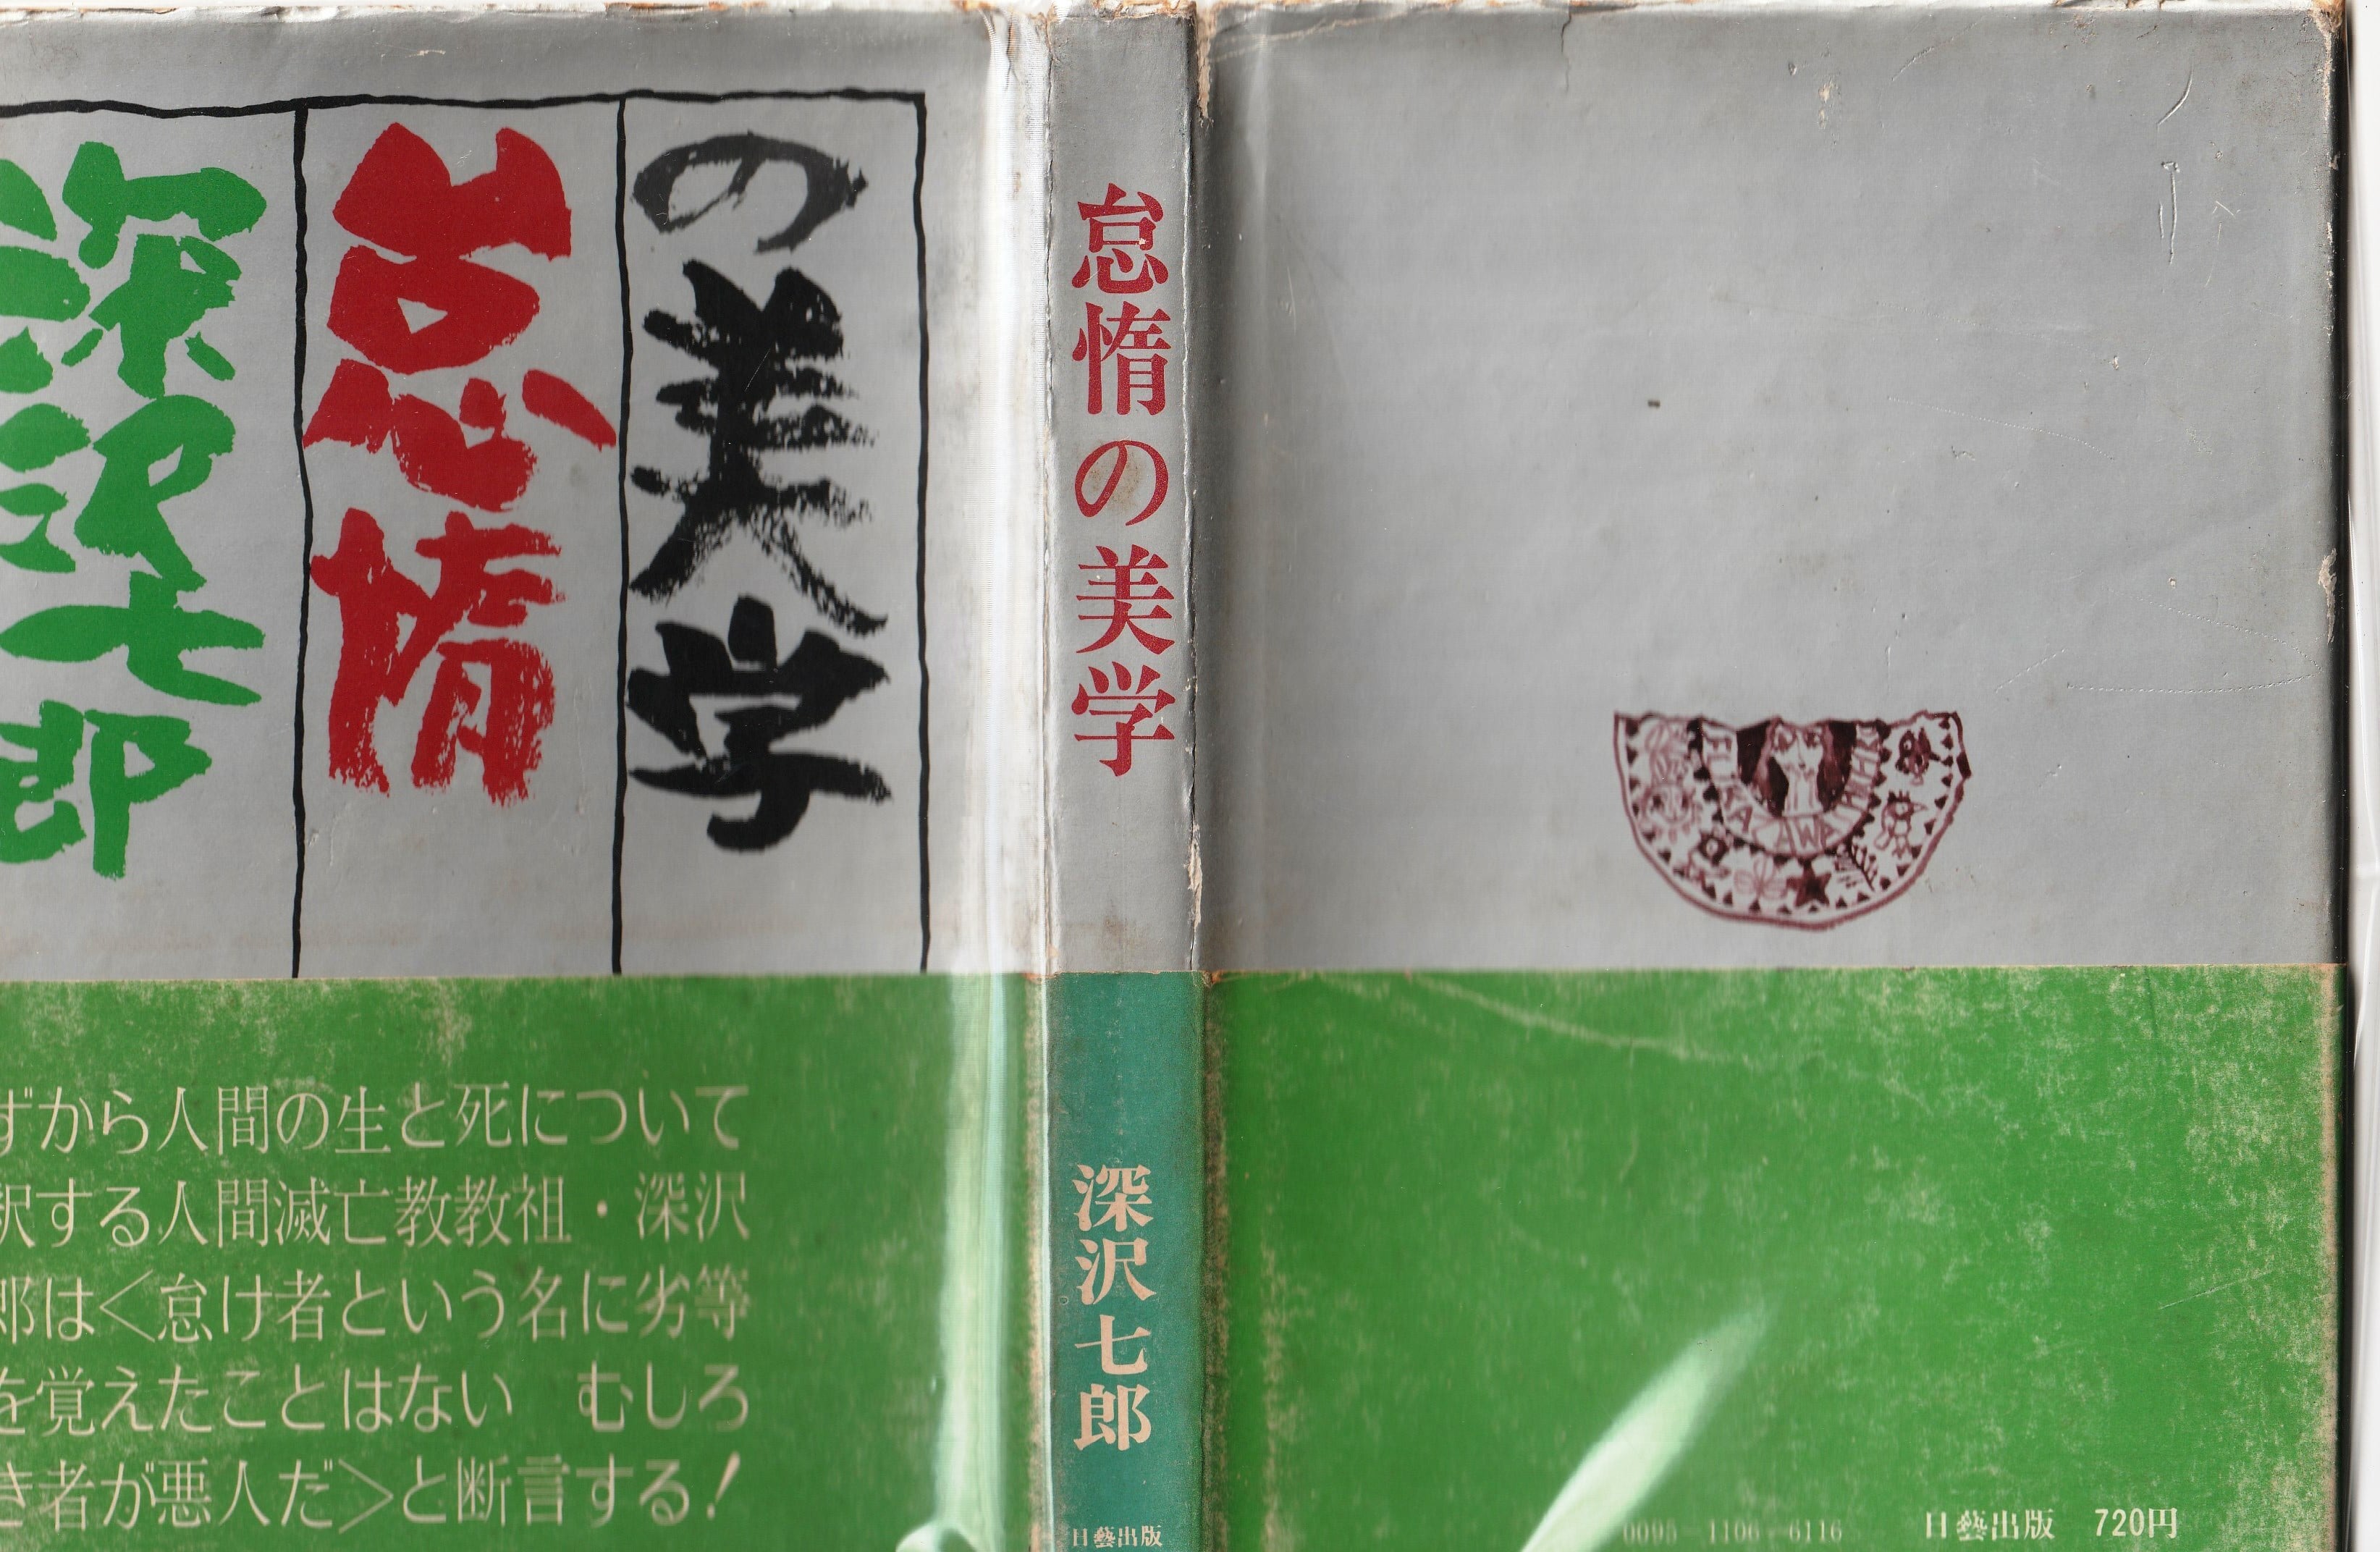 の美学
怠惰
深沢七郎
ずから人間の生と死について
釈する人間滅亡教教祖・深沢
郎は<怠け者という名に劣等
を覚えたことはない　むしろ
き者が悪人だ>と断言する!
怠惰の美学
深沢七郎
日藝出版
0095-1106-6116
日藝出版 720円